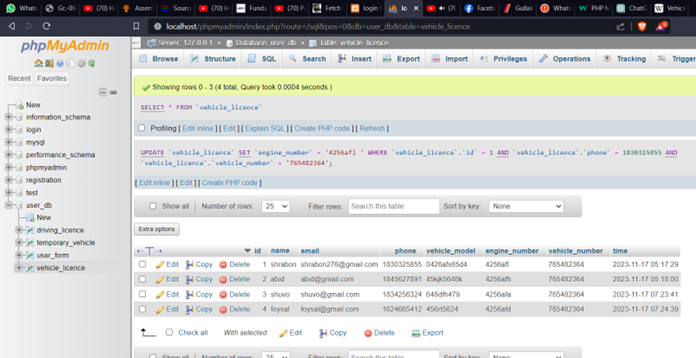 Whats
(70)
Gr.
(70)
Assem
Fetch
Sourc
(70)
Hel
Funda
Proc
(70)
login
lo
(70)
Faceb
Gullai
Whats
PHP M
ChatG
Vehicl
localhost/phpmyadmin/index.php?route=/sql&pos=0&db=user_db&table=vehicle_licence
phpMyAdmin
Server: 127.0.0.1 » Database: user_db » Table: vehicle_licence
Browse Structure SQL Search Insert Export Import Privileges Operations Tracking Trigger
Recent Favorites
New
information_schema
login
mysql
performance_schema
phpmyadmin
registration
test
user_db
New
driving_licence
temporary_vehicle
user_form
vehicle_licence
Showing rows 0 - 3 (4 total, Query took 0.0004 seconds.)
SELECT * FROM `vehicle_licence`
Profiling [ Edit inline ] [ Edit ] [ Explain SQL ] [ Create PHP code ] [ Refresh ]
UPDATE `vehicle_licence` SET `engine_number` = '4256afl ' WHERE `vehicle_licence`.`id` = 1 AND `vehicle_licence`.`phone` = 1830325855 AND
`vehicle_licence`.`vehicle_number` = '765482364';
[ Edit inline ] [ Edit ] [ Create PHP code ]
Show all Number of rows: 25 Filter rows: Search this table Sort by key: None
Extra options
id name email phone vehicle_model engine_number vehicle_number time
Edit Copy Delete 1 shrabon shrabon276@gmail.com 1830325855 0426afs65d4 4256afl 765482364 2023-11-17 05:17:29
Edit Copy Delete 2 abid abid@gmail.com 1845627891 45kjk5648k 4256afh 765482364 2023-11-17 05:18:00
Edit Copy Delete 3 shuvo shuvo@gmail.com 1834256324 648dfh479 4256afa 765482364 2023-11-17 07:23:41
Edit Copy Delete 4 foysal foysal@gmail.com 1624665412 456rt5624 4256afd 765482364 2023-11-17 07:24:39
Check all With selected: Edit Copy Delete Export
Show all Number of rows: 25 Filter rows: Search this table Sort by key: None